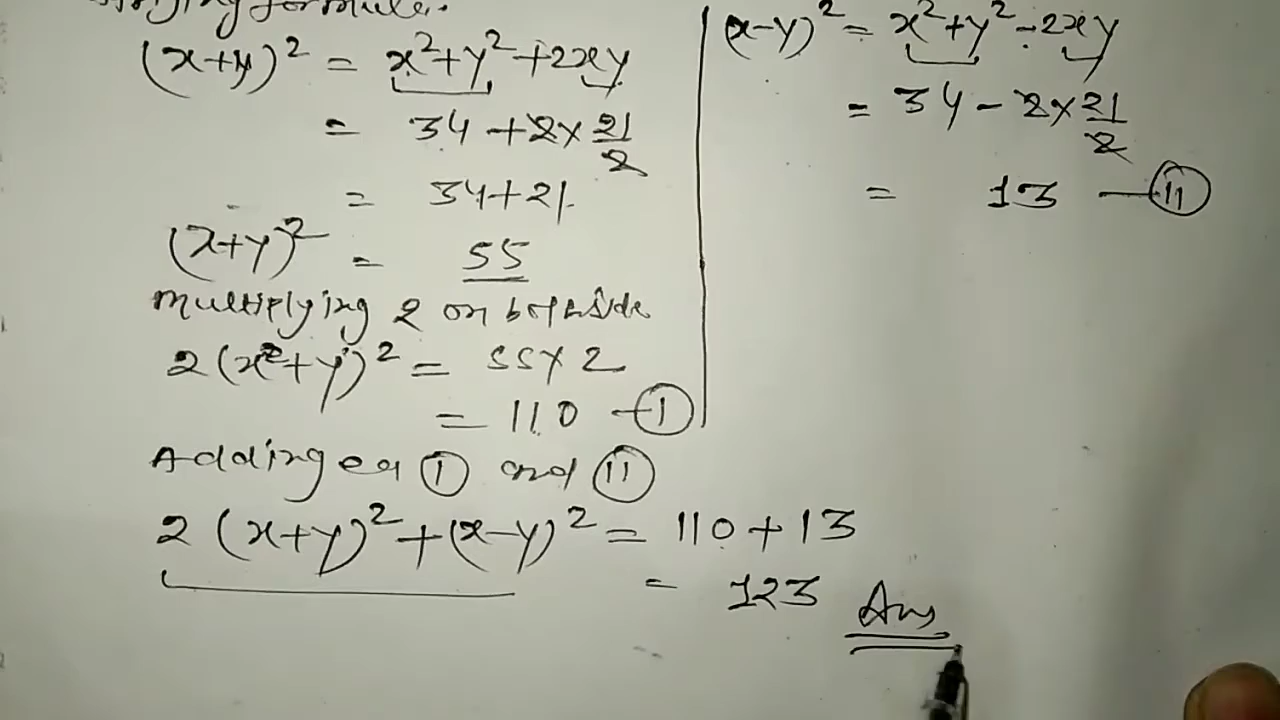 formula.
(x+y)² = x²+y²+2xy
= 34+2×21/2
= 34+21
(x+y)² = 55
multiplying 2 on both side
2(x²+y)² = 55×2
= 110 — (I)
(x-y)² = x²+y²-2xy
= 34-2×21/2
= 13 — (II)
Adding eq (I) and (II)
2(x+y)²+(x-y)² = 110+13
= 123 Ans